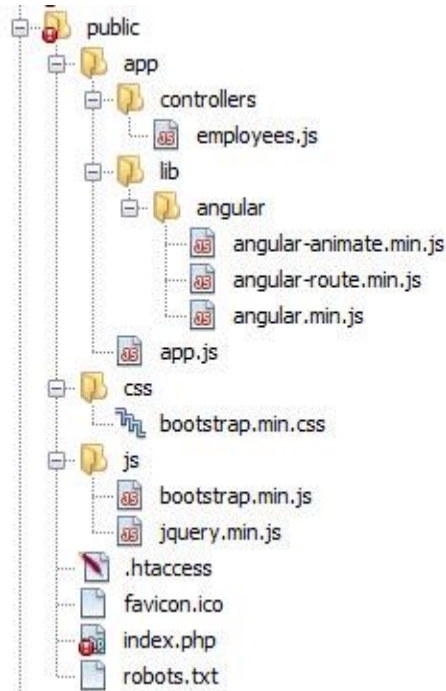 public
app
controllers
employees.js
lib
angular
angular-animate.min.js
angular-route.min.js
angular.min.js
app.js
css
bootstrap.min.css
js
bootstrap.min.js
jquery.min.js
.htaccess
favicon.ico
index.php
robots.txt